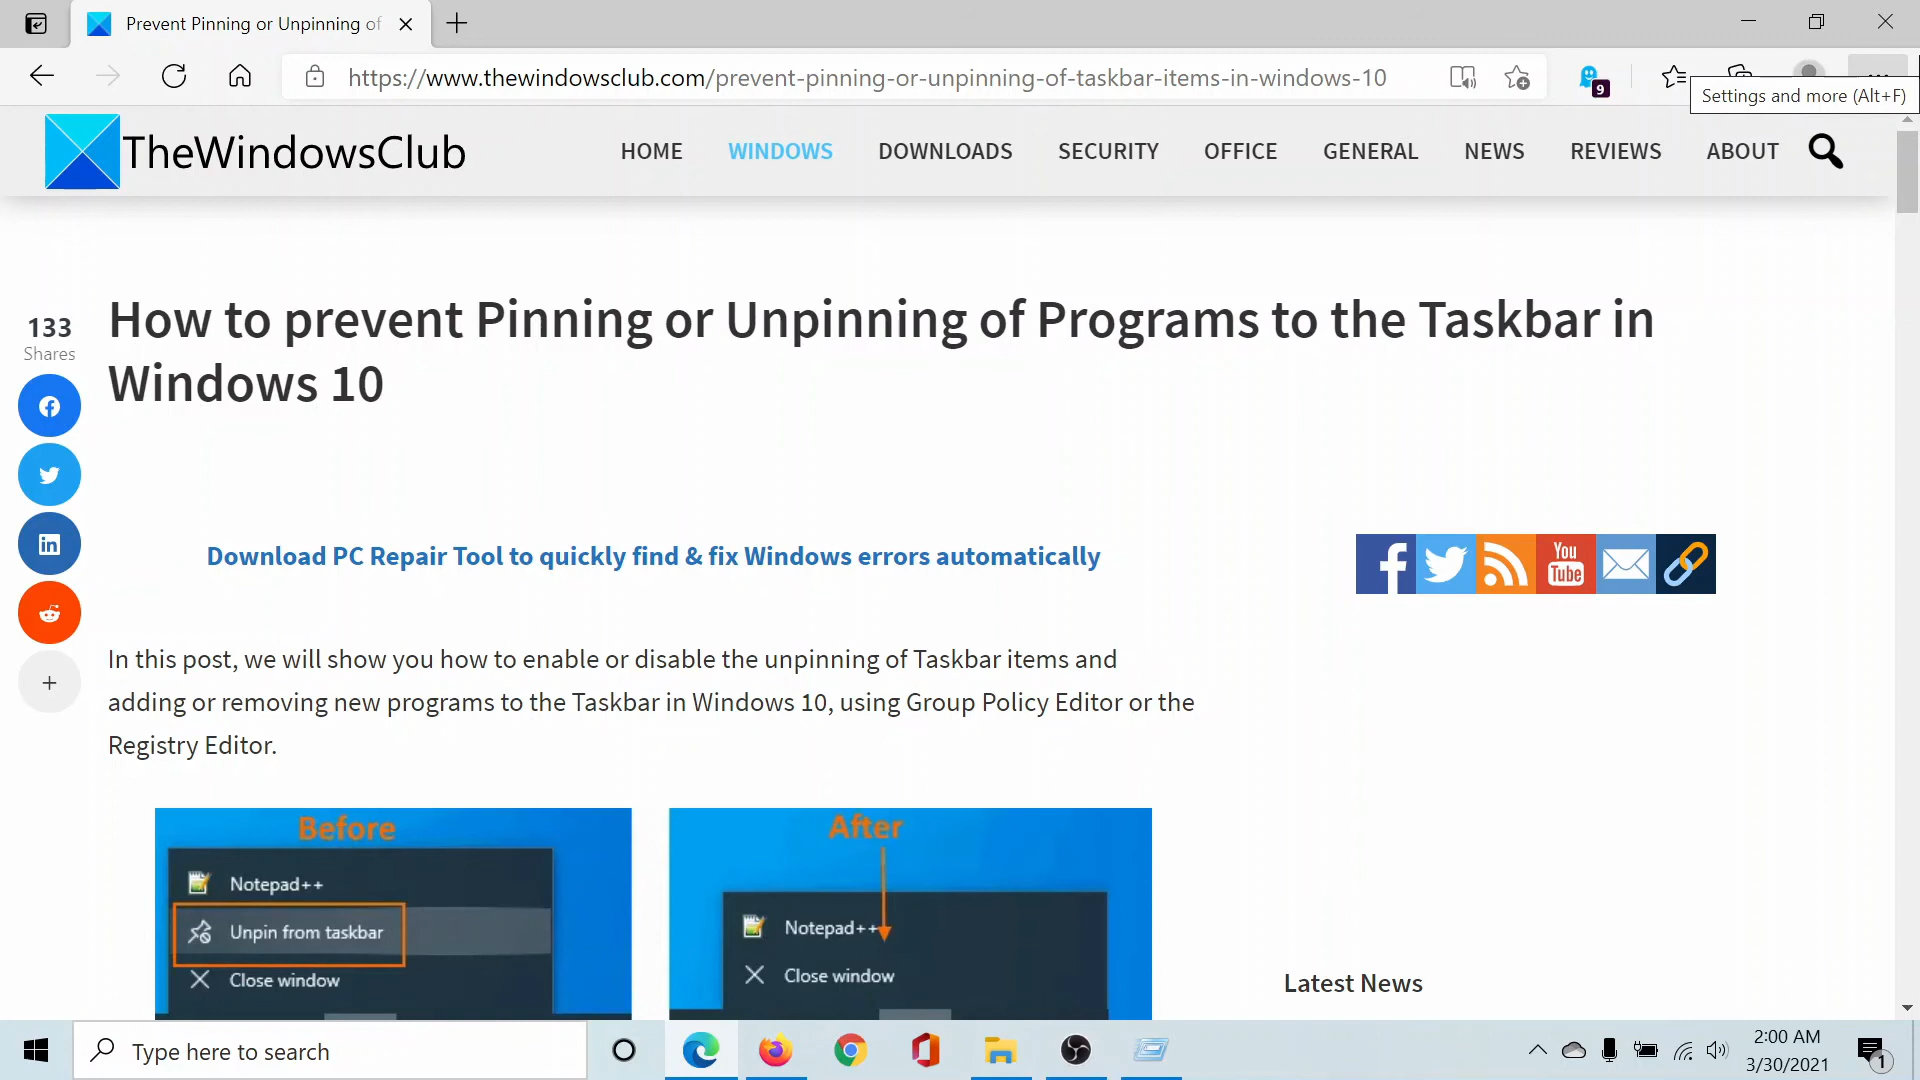 Prevent Pinning or Unpinning of
https://www.thewindowsclub.com/prevent-pinning-or-unpinning-of-taskbar-items-in-windows-10
9
Settings and more (Alt+F)
TheWindowsClub
HOME
WINDOWS
DOWNLOADS
SECURITY
OFFICE
GENERAL
NEWS
REVIEWS
ABOUT
133
Shares
How to prevent Pinning or Unpinning of Programs to the Taskbar in
Windows 10
Download PC Repair Tool to quickly find & fix Windows errors automatically
You
Tube
In this post, we will show you how to enable or disable the unpinning of Taskbar items and
adding or removing new programs to the Taskbar in Windows 10, using Group Policy Editor or the
Registry Editor.
Before
Notepad++
Unpin from taskbar
Close window
After
Notepad++
Close window
Latest News
Type here to search
2:00 AM
3/30/2021
1